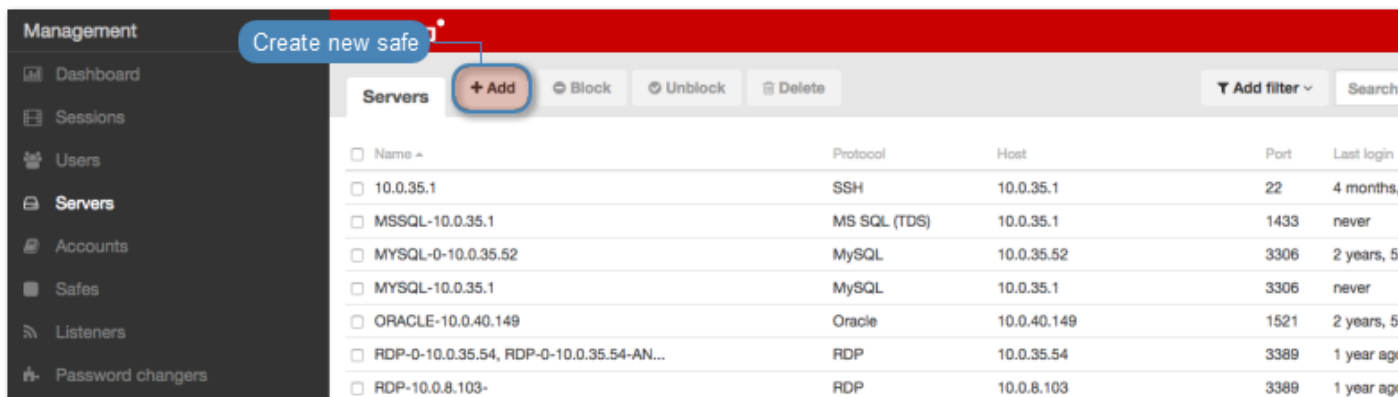 Management
Create new safe
Dashboard
Sessions
Users
Servers
Accounts
Safes
Listeners
Password changers
Servers + Add Block Unblock Delete Add filter Search
Name Protocol Host Port Last login
10.0.35.1 SSH 10.0.35.1 22 4 months,
MSSQL-10.0.35.1 MS SQL (TDS) 10.0.35.1 1433 never
MYSQL-0-10.0.35.52 MySQL 10.0.35.52 3306 2 years, 5
MYSQL-10.0.35.1 MySQL 10.0.35.1 3306 never
ORACLE-10.0.40.149 Oracle 10.0.40.149 1521 2 years, 5
RDP-0-10.0.35.54, RDP-0-10.0.35.54-AN... RDP 10.0.35.54 3389 1 year ago
RDP-10.0.8.103- RDP 10.0.8.103 3389 1 year ago